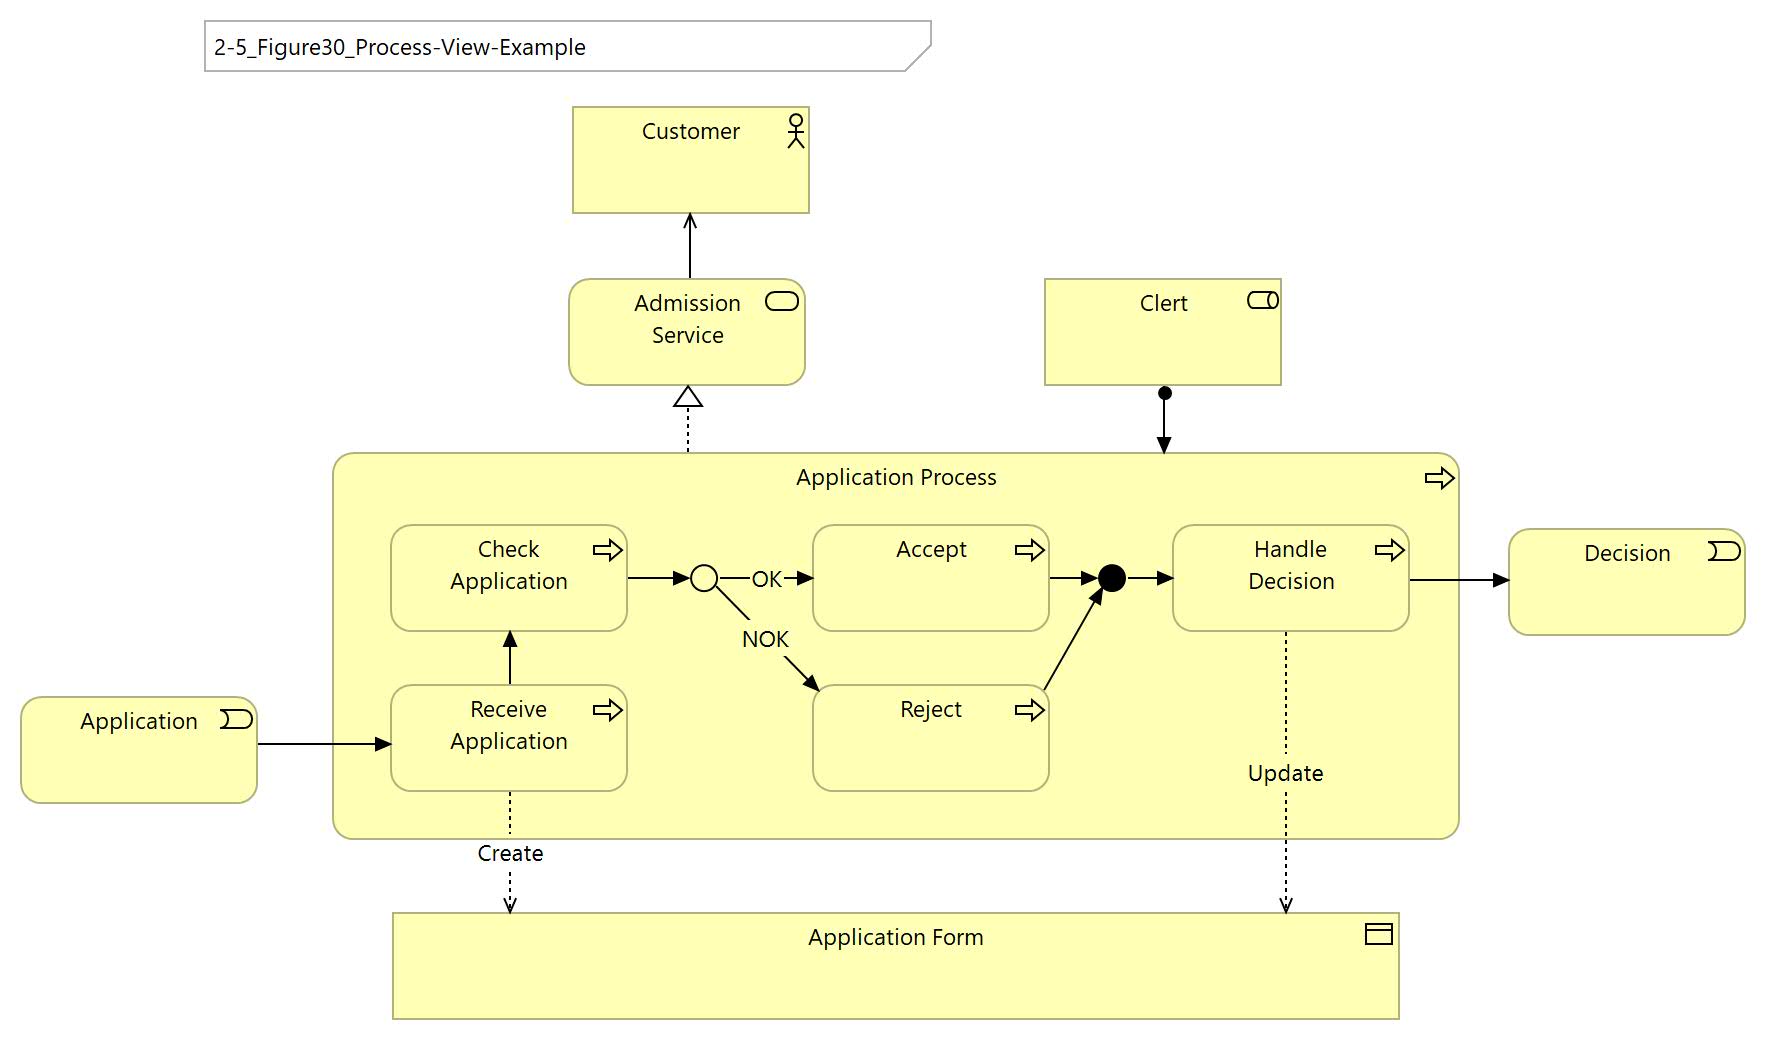 2-5_Figure30_Process-View-Example
Customer
Admission
Service
Clert
Application Process
Check
Application
OK
Accept
Handle
Decision
Decision
NOK
Application
Receive
Application
Reject
Update
Create
Application Form